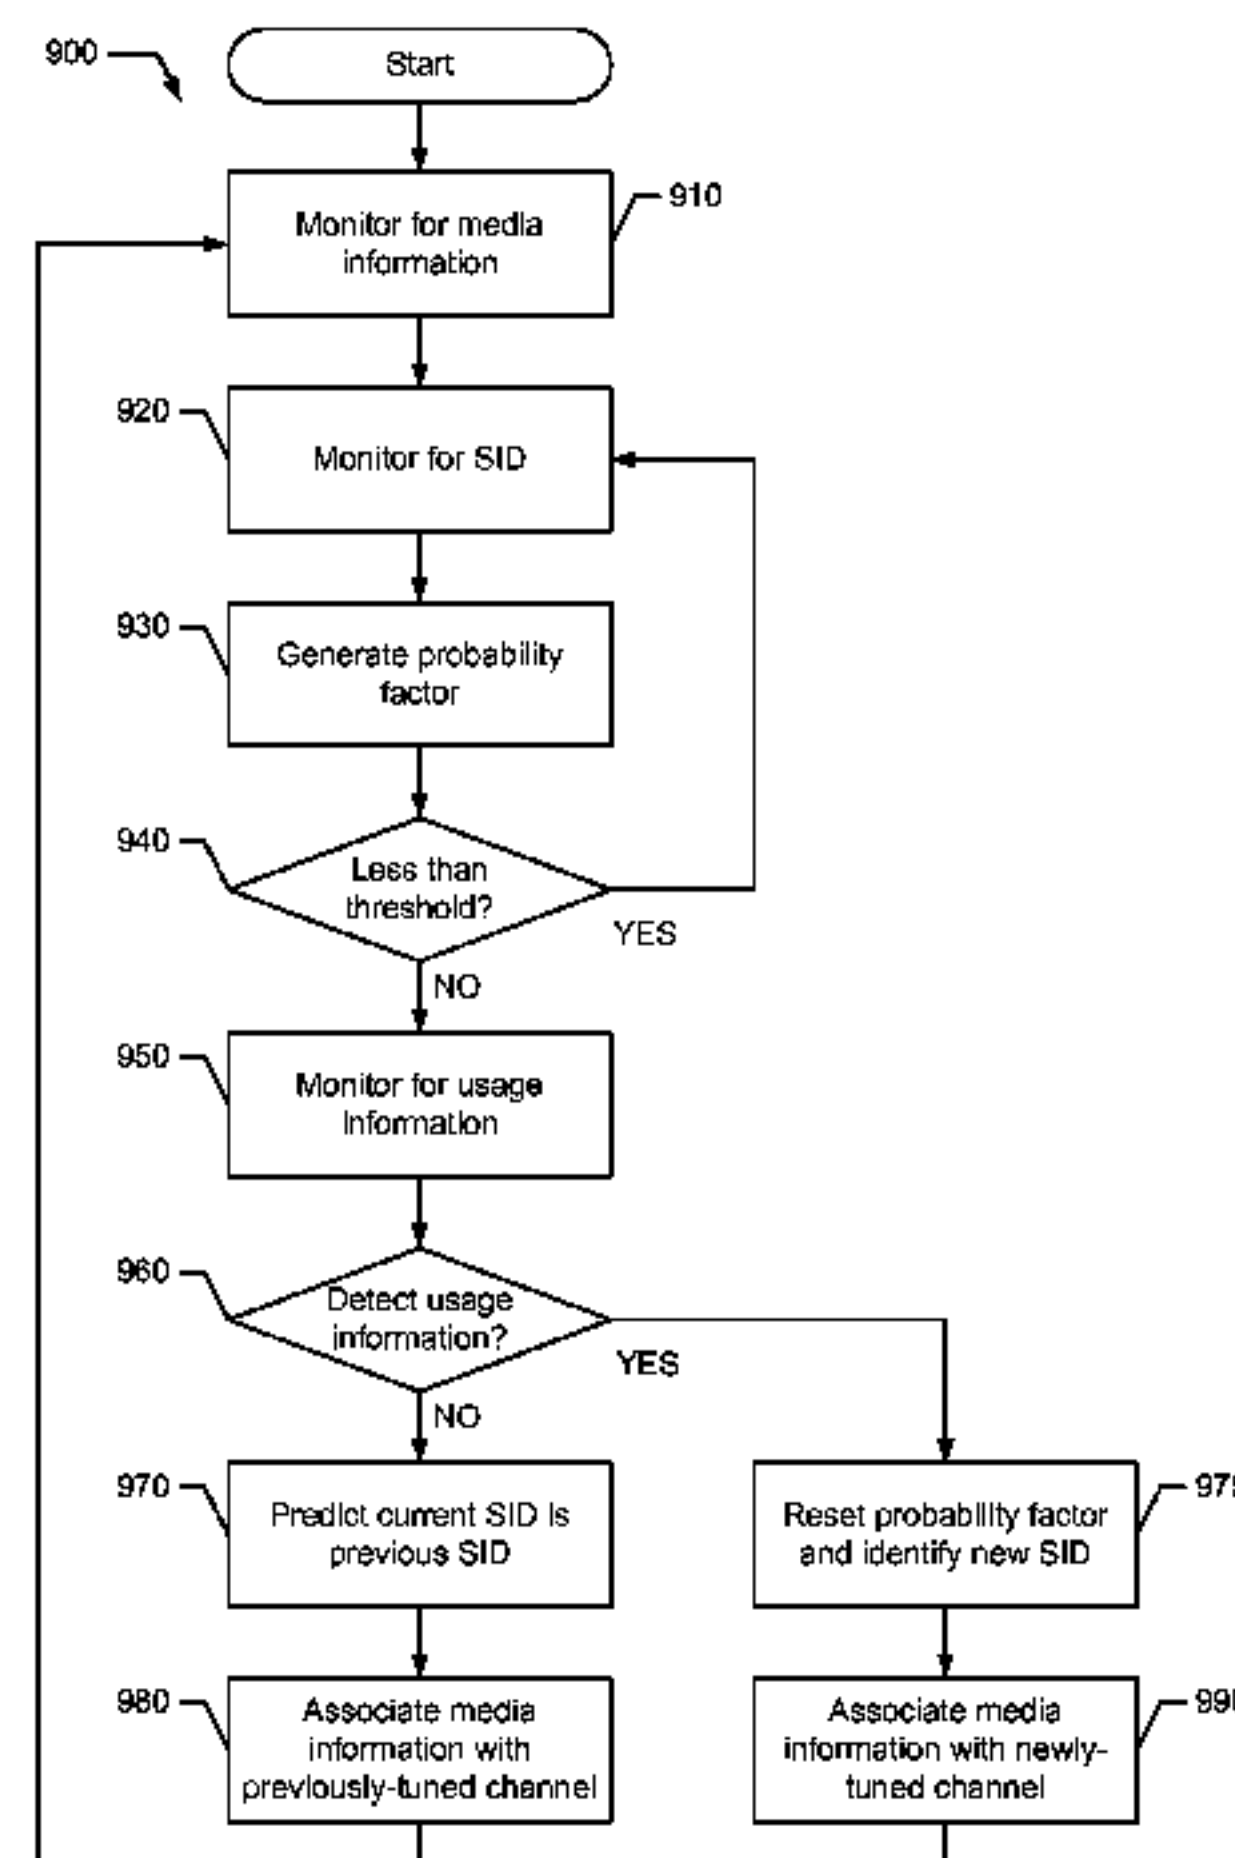 900
Start
Monitor for media
information
910
920
Monitor for SID
930
Generate probability
factor
940
Less than
threshold?
YES
NO
950
Monitor for usage
Information
960
Detect usage
information?
YES
NO
970
Predict current SID is
previous SID
Reset probability factor
and identify new SID
980
Associate media
information with
previously-tuned channel
Associate media
information with newly-
tuned channel